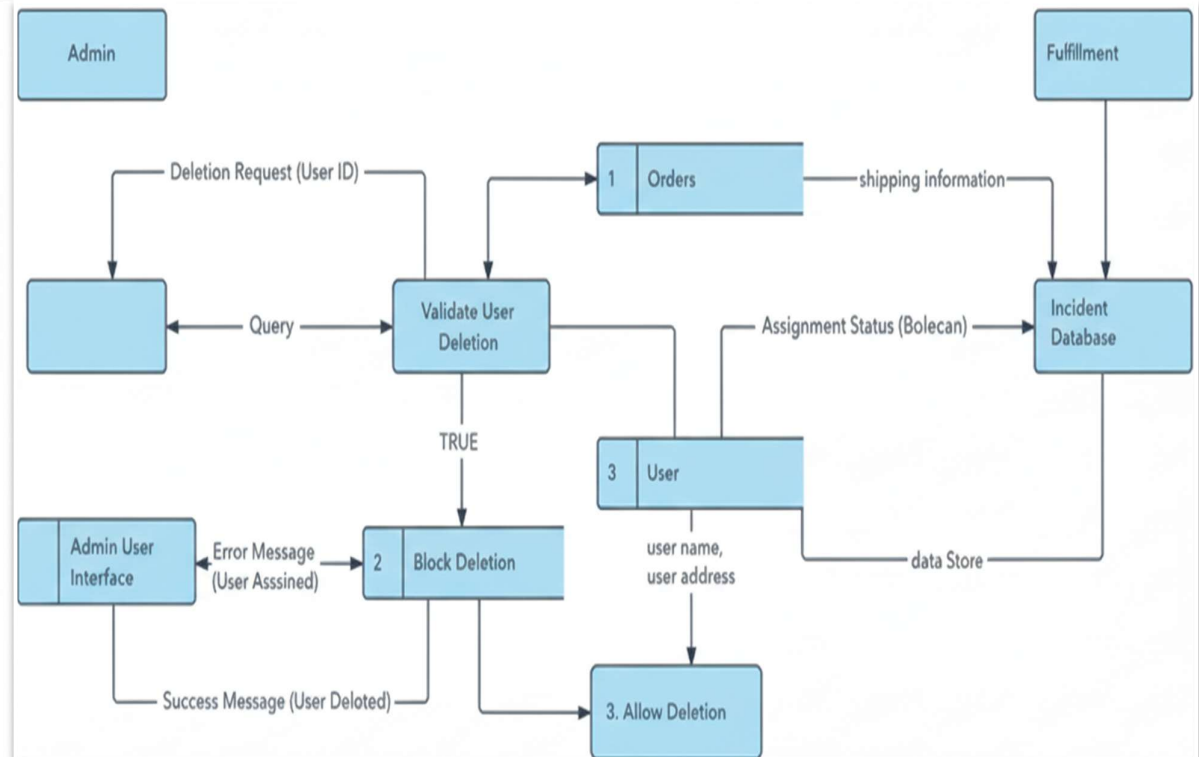 Admin
Fulfillment
Deletion Request (User ID)
1 Orders
shipping information
Query
Validate User
Deletion
Assignment Status (Bolecan)
Incident
Database
TRUE
3 User
Admin User
Interface
Error Message
(User Asssined)
2 Block Deletion
user name,
user address
data Store
Success Message (User Deloted)
3. Allow Deletion